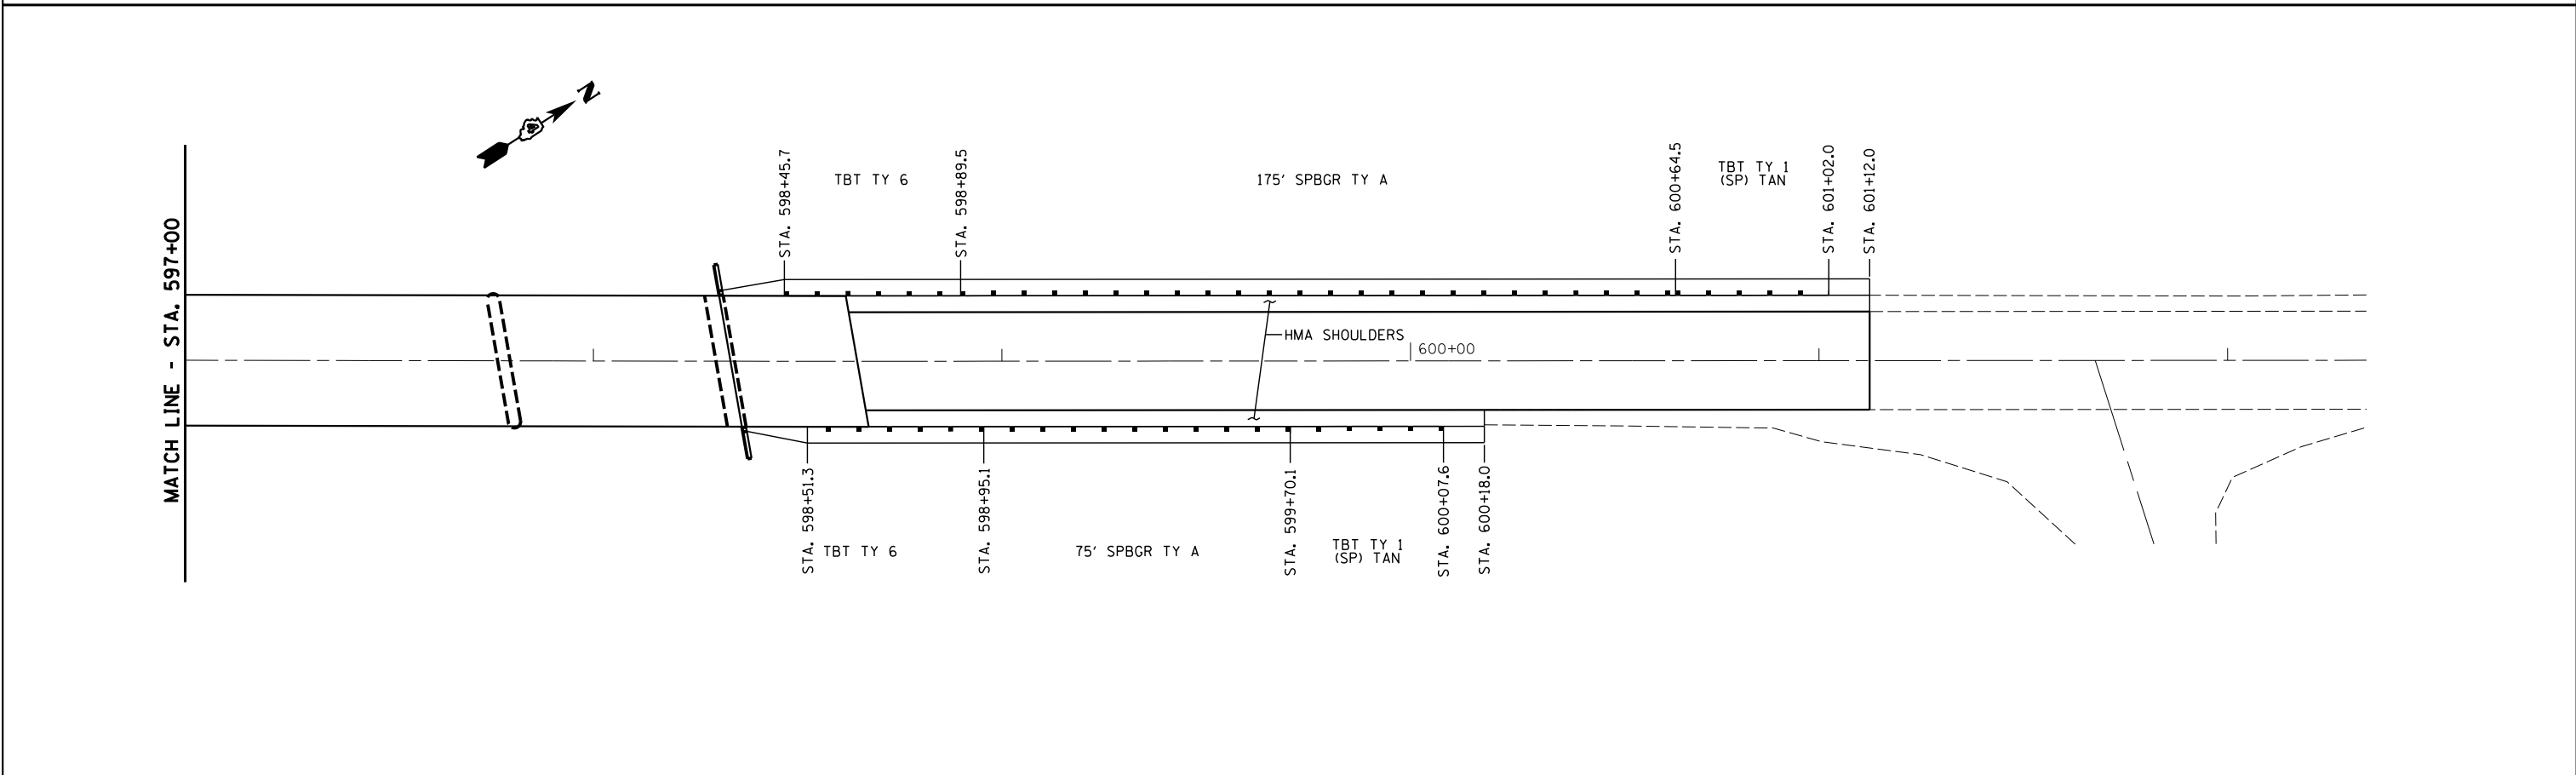 N
MATCH LINE - STA. 597+00
STA. 598+45.7
TBT TY 6
STA. 598+89.5
175' SPBGR TY A
STA. 600+64.5
TBT TY 1
(SP) TAN
STA. 601+02.0
STA. 601+12.0
HMA SHOULDERS
600+00
STA. 598+51.3
TBT TY 6
STA. 598+95.1
75' SPBGR TY A
STA. 599+70.1
TBT TY 1
(SP) TAN
STA. 600+07.6
STA. 600+18.0